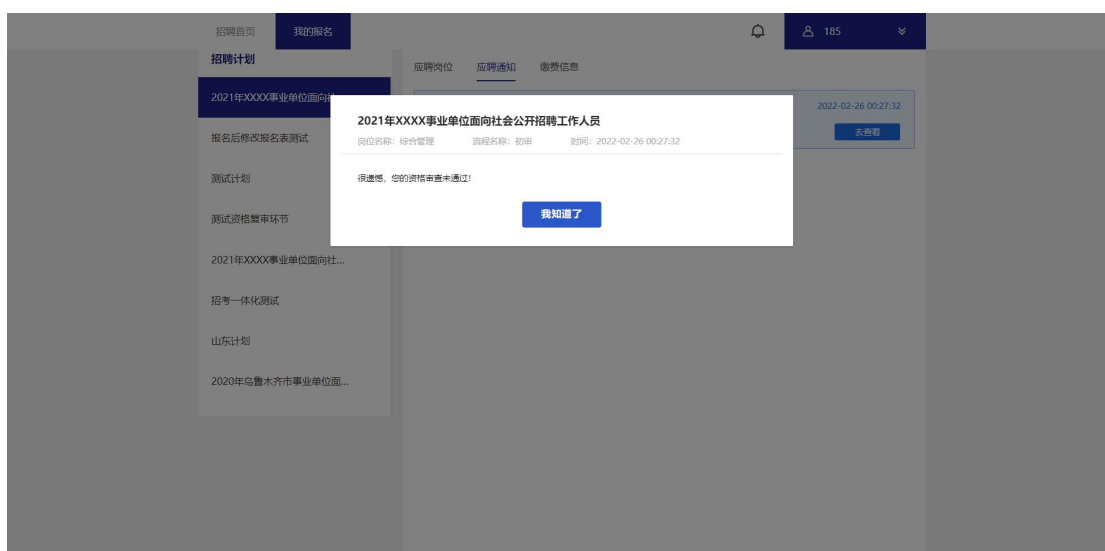 招聘首页
我的报名
185
招聘计划
应聘岗位
应聘通知
缴费信息
2021年XXXX事业单位面向社...
2022-02-26 00:27:32
去查看
2021年XXXX事业单位面向社会公开招聘工作人员
岗位名称：综合管理
流程名称：初审
时间：2022-02-26 00:27:32
很遗憾，您的资格审查未通过！
我知道了
报名后修改报名表测试
测试计划
测试资格复审环节
2021年XXXX事业单位面向社...
招考一体化测试
山东计划
2020年乌鲁木齐市事业单位面...